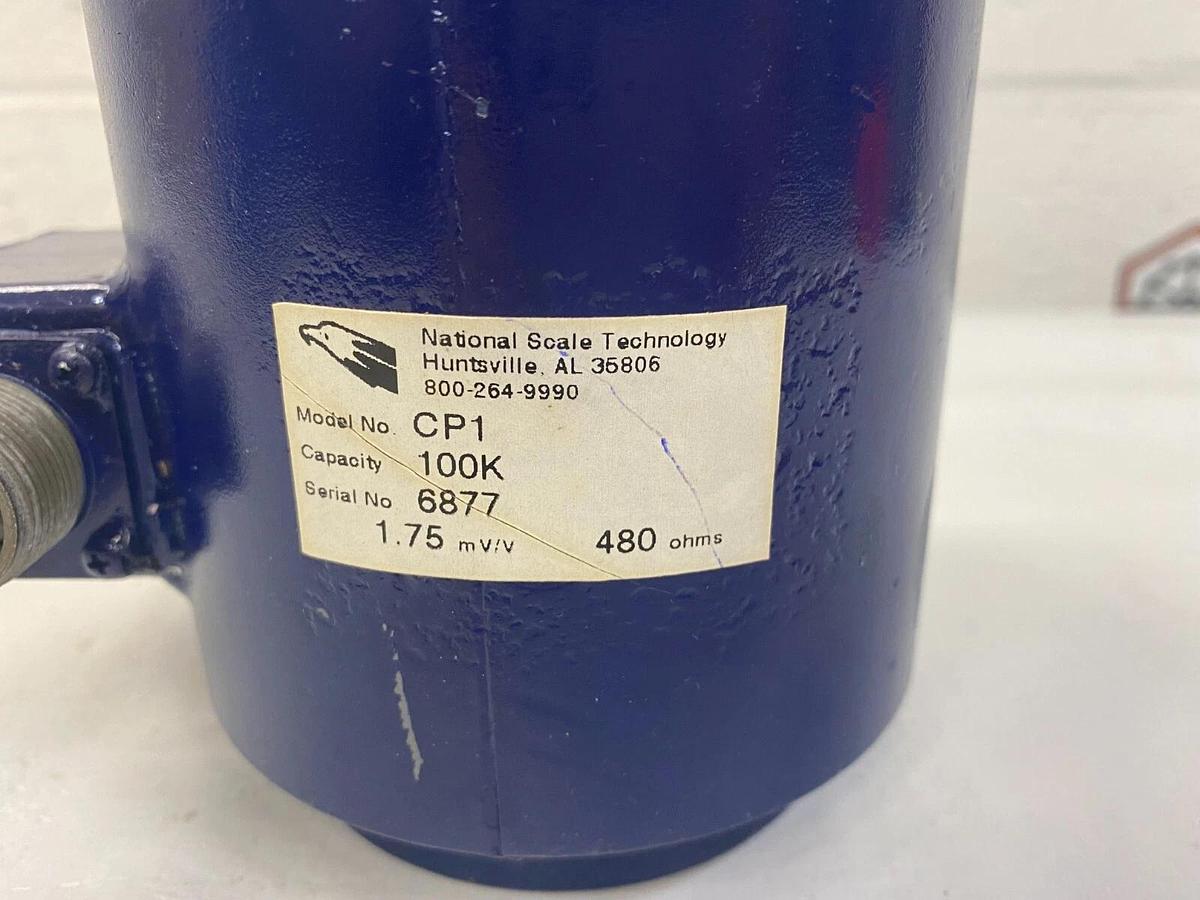 National Scale Technology
Huntsville, AL 35806
800-264-9990
Model No. CP1
Capacity 100K
Serial No 6877
1.75 mV/V 480 ohms